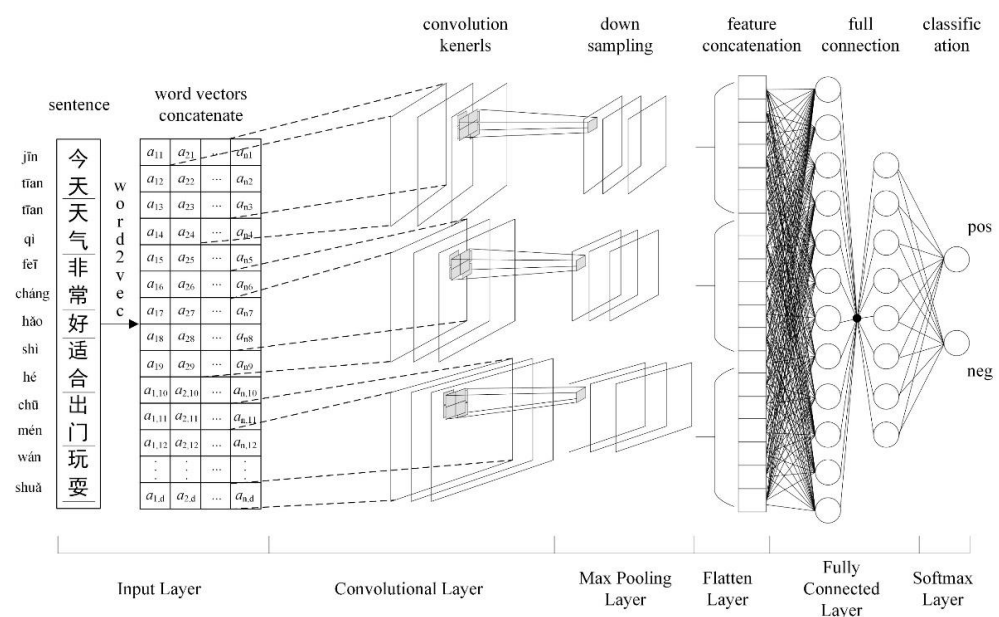 convolution
kenerls
down
sampling
feature
concatenation
full
connection
classific
ation
sentence
word vectors
concatenate
jīn
tīan
tīan
qì
feī
cháng
hǎo
shì
hé
chū
mén
wán
shuǎ
今
天
天
气
非
常
好
适
合
出
门
玩
耍
word2vec
a11 a21 ... an1
a12 a22 ... an2
a13 a23 ... an3
a14 a24 ... an4
a15 a25 ... an5
a16 a26 ... an6
a17 a27 ... an7
a18 a28 ... an8
a19 a29 ... an9
a1,10 a2,10 ... an,10
a1,11 a2,11 ... an,11
a1,12 a2,12 ... an,12
⋮ ⋮ ... ⋮
a1,d a2,d ... an,d
pos
neg
Input Layer
Convolutional Layer
Max Pooling
Layer
Flatten
Layer
Fully
Connected
Layer
Softmax
Layer